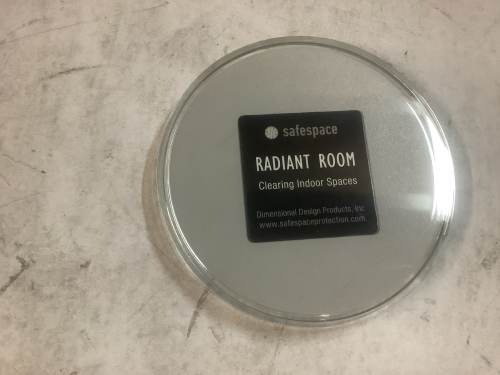 safespace
RADIANT ROOM
Clearing Indoor Spaces
Dimensional Design Products, Inc
www.safespaceprotection.com